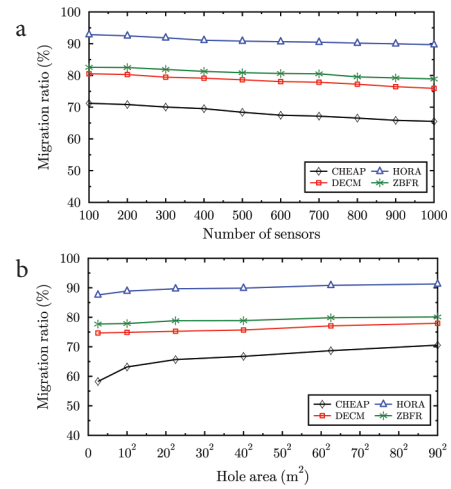 a
100
90
80
70
60
50
40
Migration ratio (%)
CHEAP
HORA
DECM
ZBFR
100 200 300 400 500 600 700 800 900 1000
Number of sensors
b
100
90
80
70
60
50
40
Migration ratio (%)
CHEAP
HORA
DECM
ZBFR
0 10² 20² 30² 40² 50² 60² 70² 80² 90²
Hole area (m²)